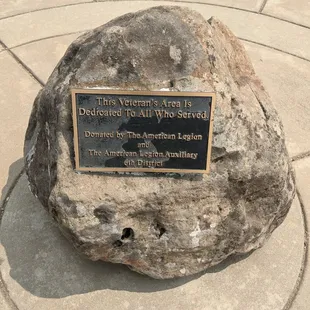 This Veteran's Area Is
Dedicated To All Who Served
Donated by The American Legion
and
The American Legion Auxiliary
6th District